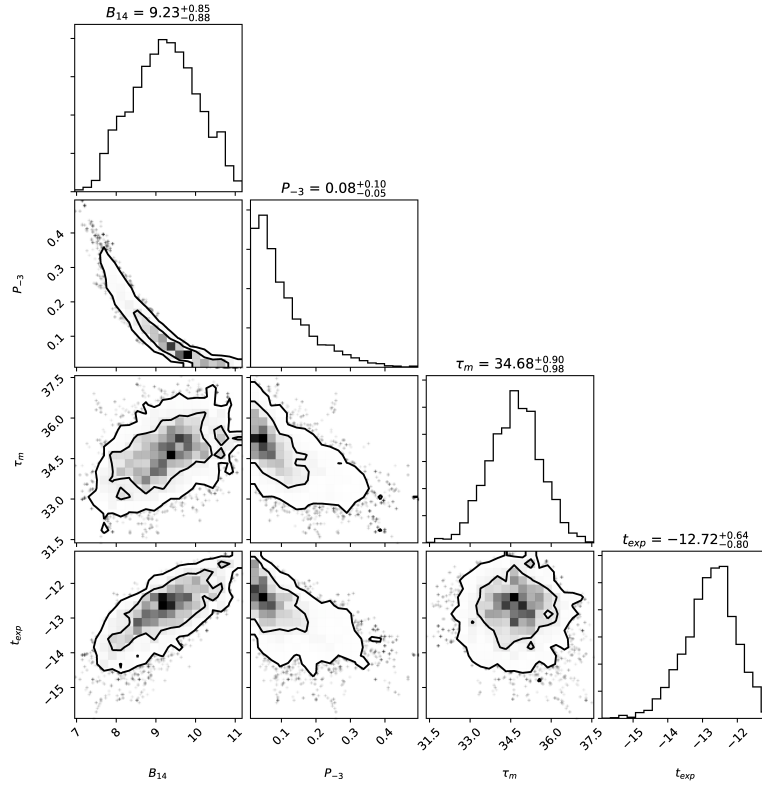 B₁₄ = 9.23+0.85−0.88
P₋₃ = 0.08+0.10−0.05
0.4
0.3
0.2
0.1
P₋₃
τₘ = 34.68+0.90−0.98
37.5
36.0
34.5
33.0
31.5
τₘ
t_exp = −12.72+0.64−0.80
−12
−13
−14
−15
t_exp
7 8 9 10 11
0.1 0.2 0.3 0.4
31.5 33.0 34.5 36.0 37.5
−15 −14 −13 −12
B₁₄ P₋₃ τₘ t_exp